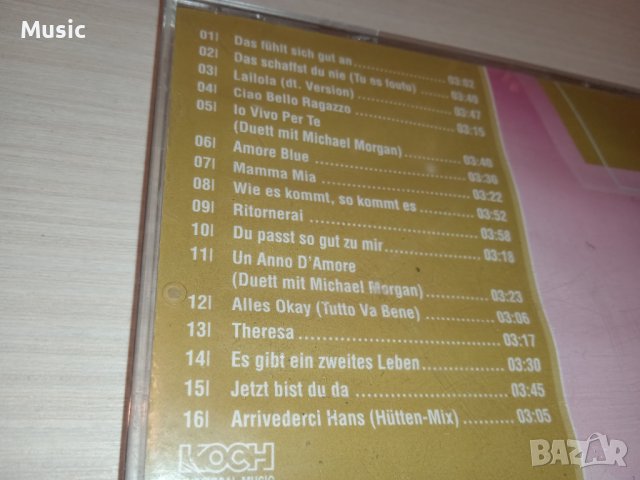 Music
01| Das fühlt sich gut an.......................03:02
02| Das schaffst du nie (Tu es foutu)......03:40
03| Lallola (dt. Version)........................03:47
04| Ciao Bello Ragazzo........................03:15
05| Io Vivo Per Te
(Duett mit Michael Morgan)...............03:40
06| Amore Blue..............................03:30
07| Mamma Mia..............................03:22
08| Wie es kommt, so kommt es...........03:52
09| Ritornerai.................................03:58
10| Du passt so gut zu mir..................03:18
11| Un Anno D'Amore
(Duett mit Michael Morgan)..............03:23
12| Alles Okay (Tutto Va Bene).............03:06
13| Theresa....................................03:17
14| Es gibt ein zweites Leben...............03:30
15| Jetzt bist du da...........................03:45
16| Arrivederci Hans (Hütten-Mix)..........03:05
KOCH
MUSIC
BAZAR